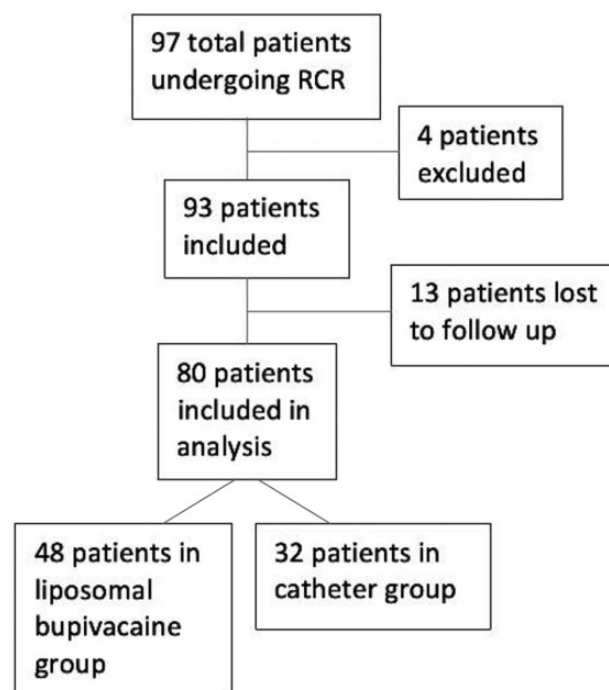 97 total patients
undergoing RCR
4 patients
excluded
93 patients
included
13 patients lost
to follow up
80 patients
included in
analysis
48 patients in
liposomal
bupivacaine
group
32 patients in
catheter group